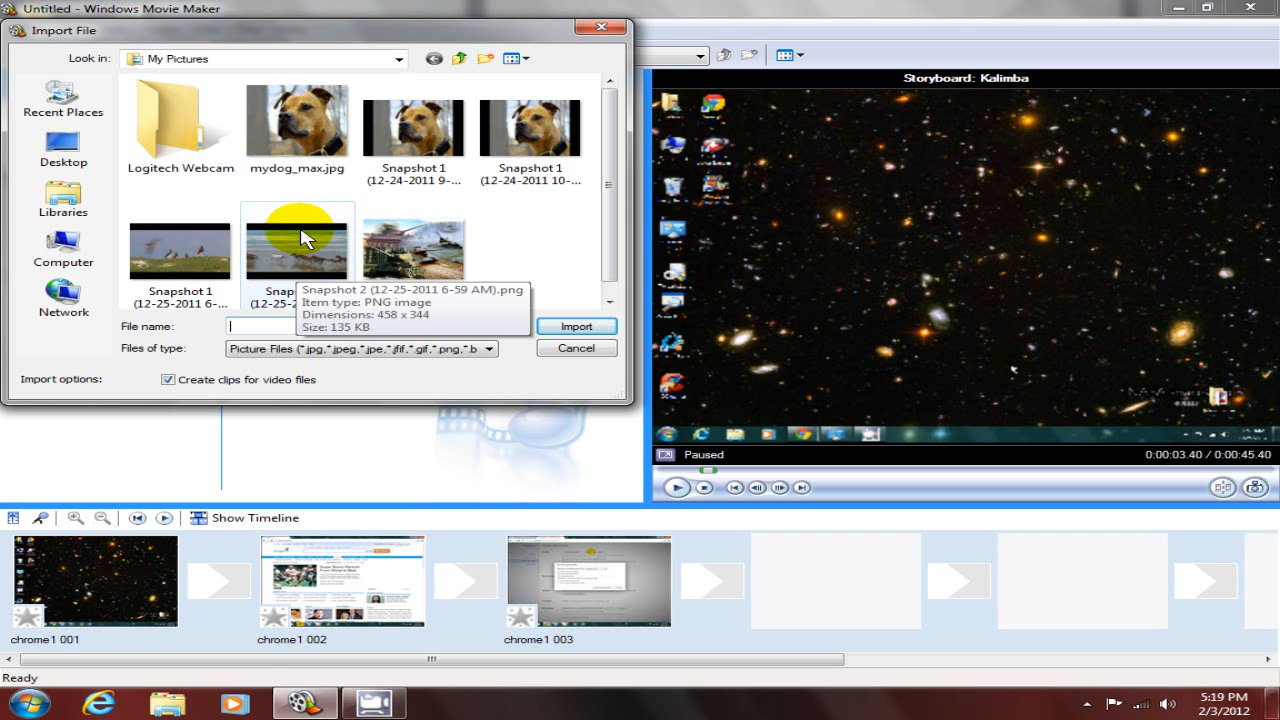 Untitled - Windows Movie Maker
Import File
Look in:
My Pictures
Recent Places
Desktop
Libraries
Computer
Network
Logitech Webcam
mydog_max.jpg
Snapshot 1
(12-24-2011 9-...
Snapshot 1
(12-24-2011 10-...
Snapshot 1
(12-25-2011 6-...
Snap
(12-25-2
Snapshot 2 (12-25-2011 6-59 AM).png
Item type: PNG image
Dimensions: 458 x 344
Size: 135 KB
File name:
Import
Files of type:
Picture Files (*.jpg,*.jpeg,*.jpe,*.jfif,*.gif,*.png,*.b
Cancel
Import options:
Create clips for video files
Storyboard: Kalimba
Paused
0:00:03.40 / 0:00:45.40
Show Timeline
chrome1 001
chrome1 002
chrome1 003
Ready
5:19 PM
2/3/2012